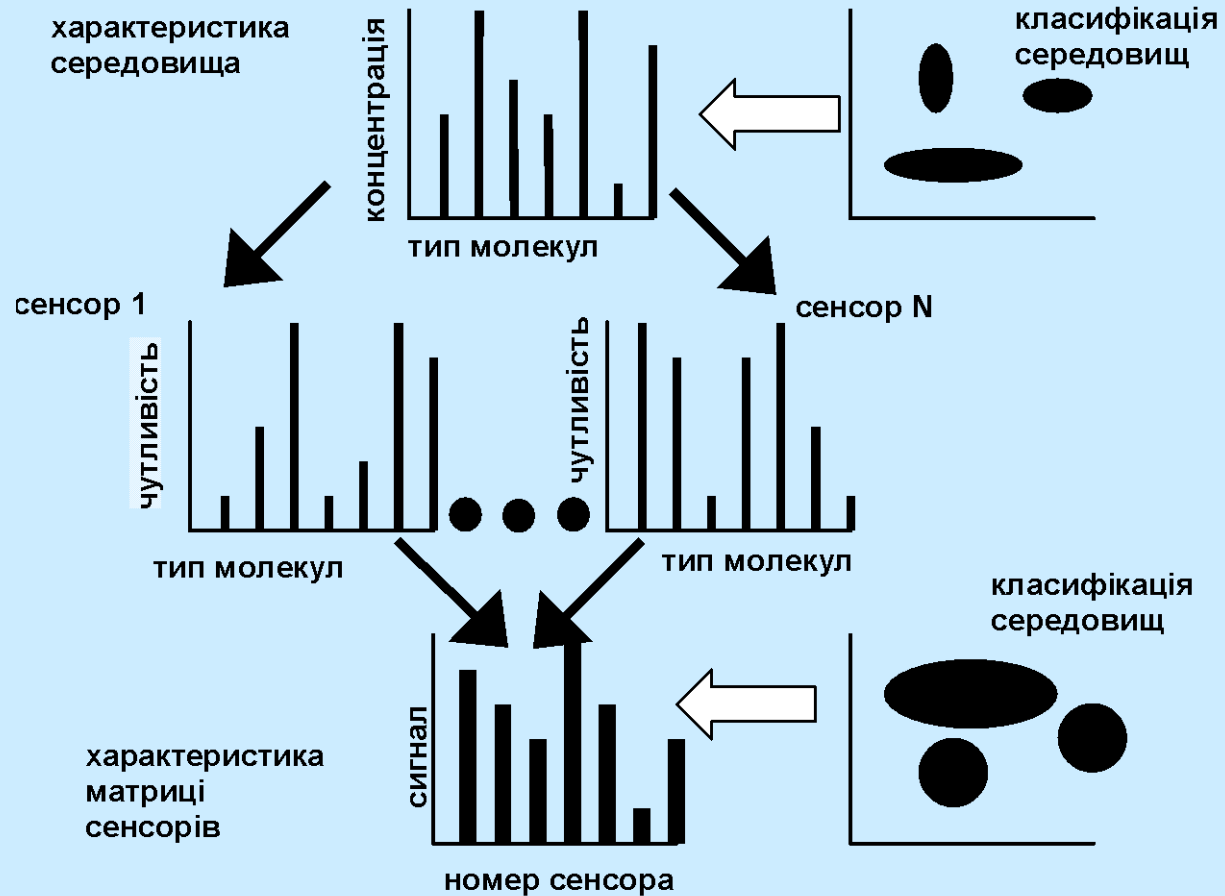 характеристика
середовища
концентрація
тип молекул
класифікація
середовищ
сенсор 1
чутливість
тип молекул
чутливість
сенсор N
тип молекул
класифікація
середовищ
характеристика
матриці
сенсорів
сигнал
номер сенсора